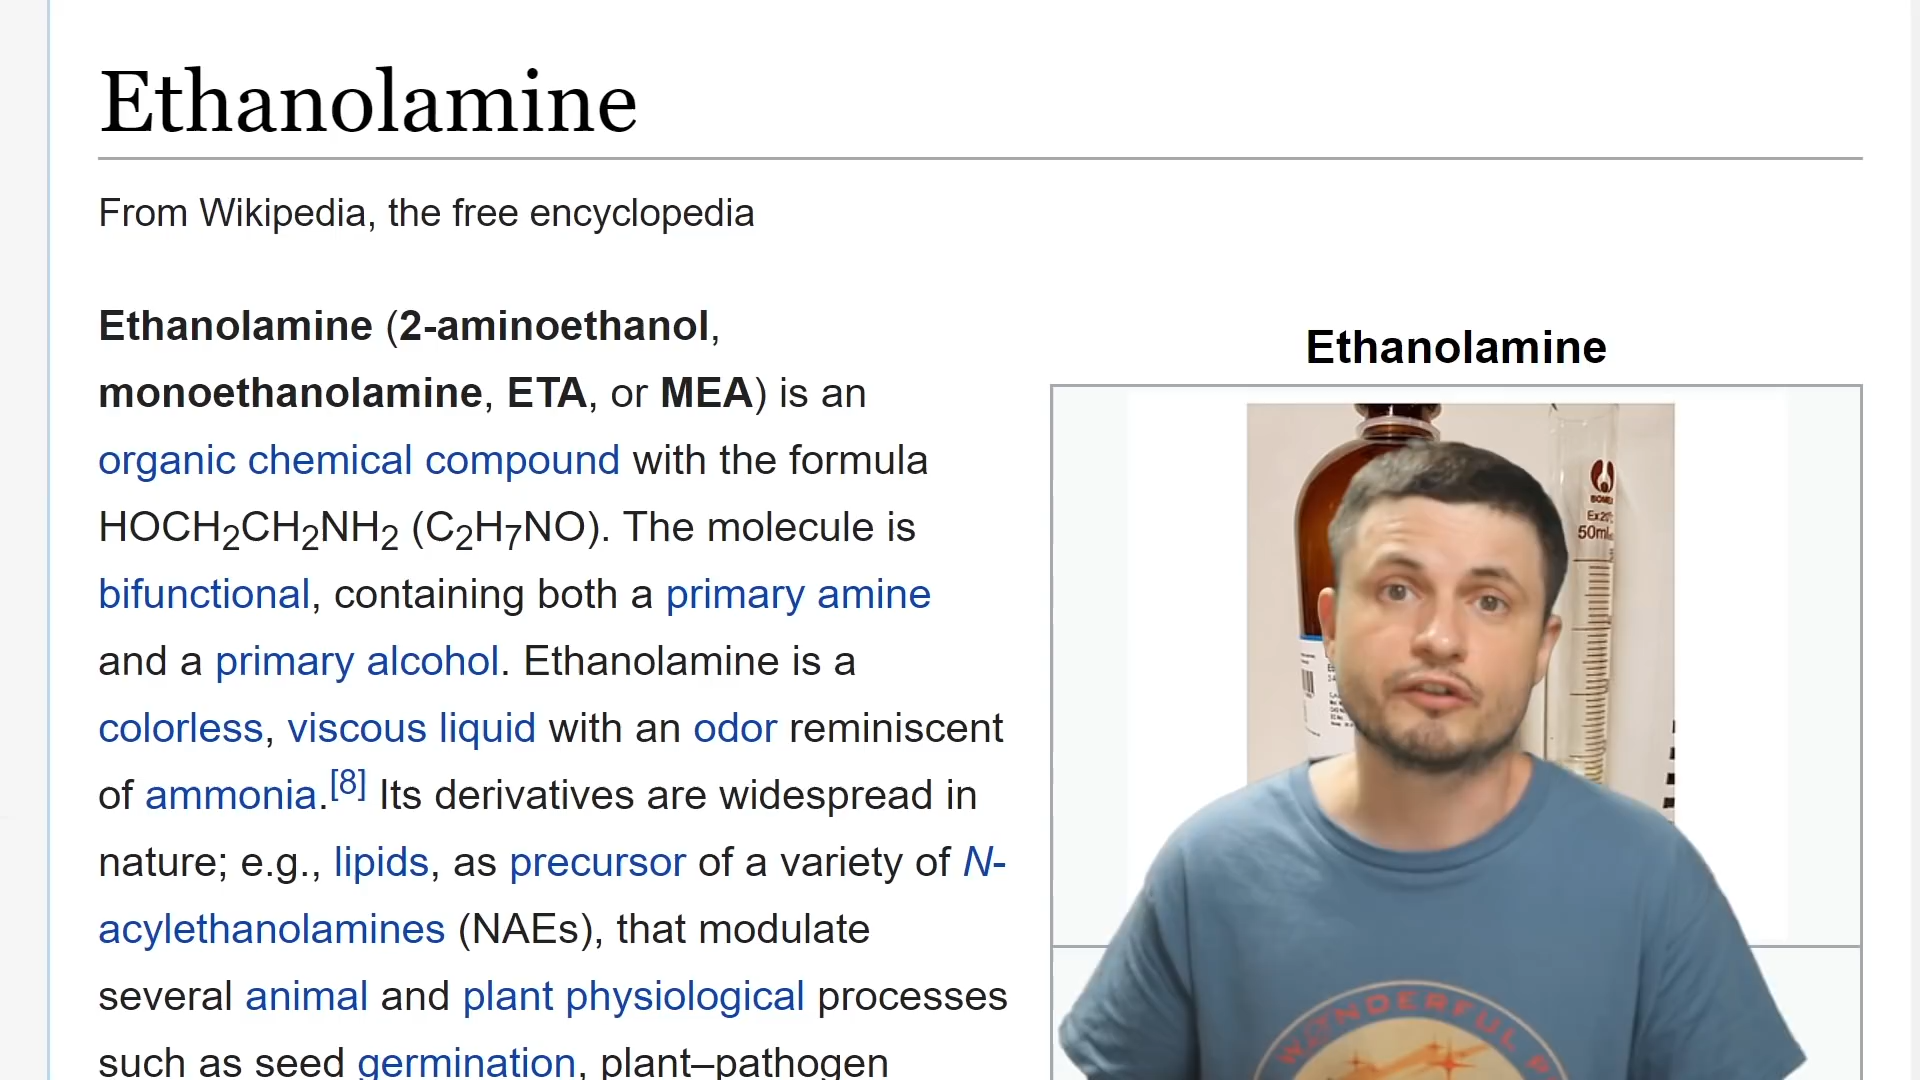 Ethanolamine
From Wikipedia, the free encyclopedia
Ethanolamine (2-aminoethanol,
monoethanolamine, ETA, or MEA) is an
organic chemical compound with the formula
HOCH₂CH₂NH₂ (C₂H₇NO). The molecule is
bifunctional, containing both a primary amine
and a primary alcohol. Ethanolamine is a
colorless, viscous liquid with an odor reminiscent
of ammonia.[8] Its derivatives are widespread in
nature; e.g., lipids, as precursor of a variety of N-
acylethanolamines (NAEs), that modulate
several animal and plant physiological processes
such as seed germination, plant–pathogen
Ethanolamine
50ml
WONDERFUL